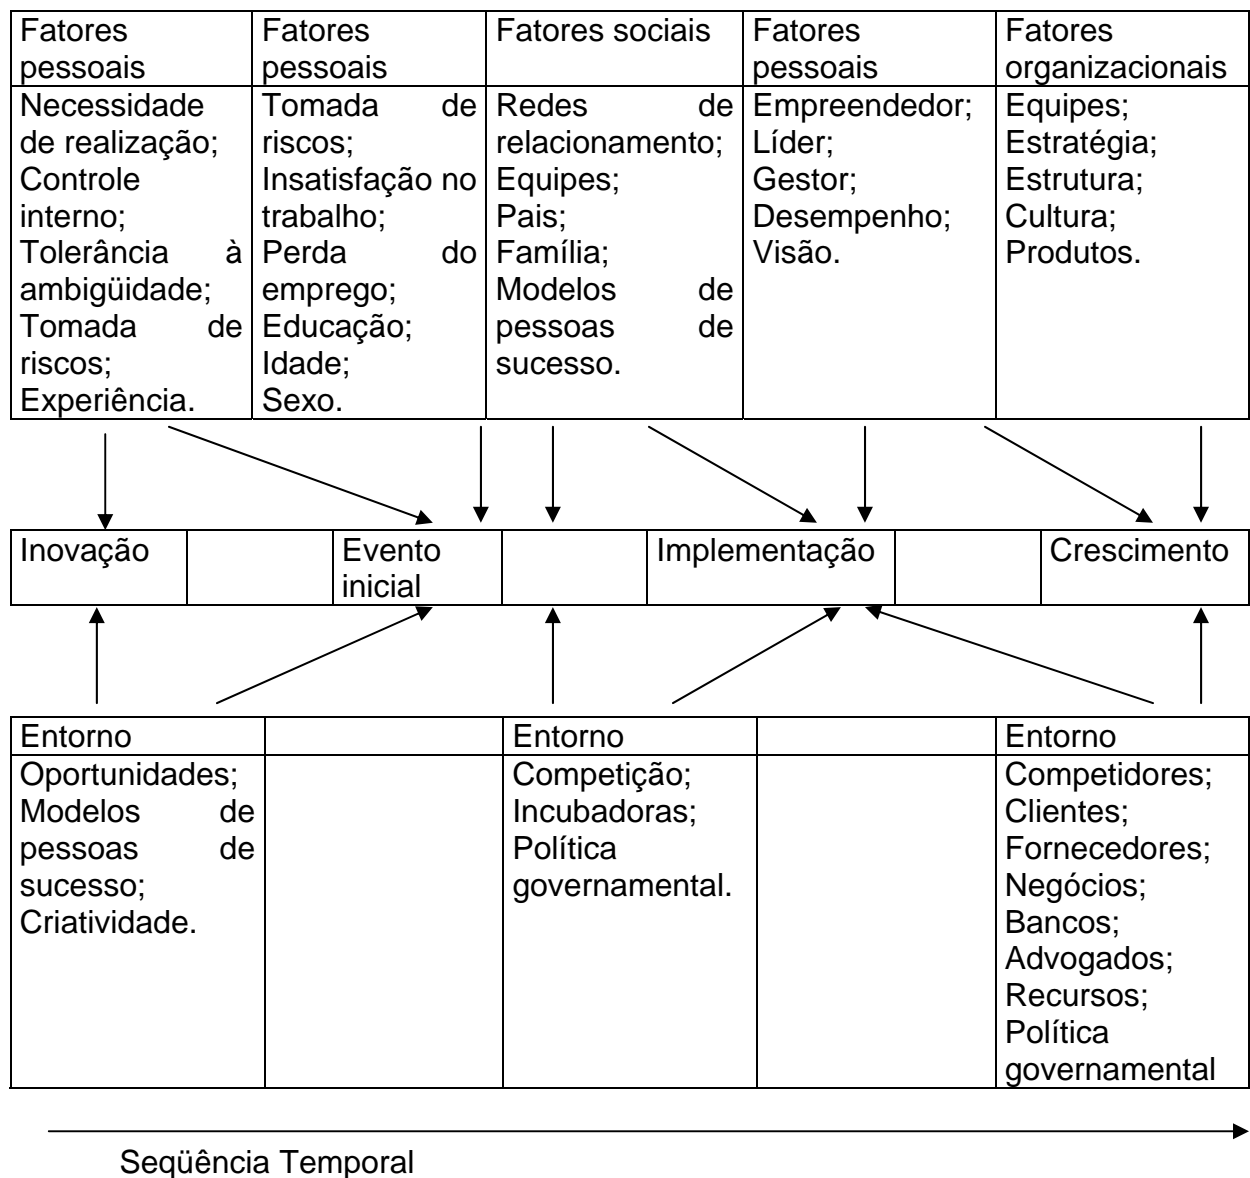 Fatores
pessoais
Necessidade
de realização;
Controle
interno;
Tolerância à
ambigüidade;
Tomada de
riscos;
Experiência.
Fatores
pessoais
Tomada de
riscos;
Insatisfação no
trabalho;
Perda do
emprego;
Educação;
Idade;
Sexo.
Fatores sociais
Redes de
relacionamento;
Equipes;
Pais;
Família;
Modelos de
pessoas de
sucesso.
Fatores
pessoais
Empreendedor;
Líder;
Gestor;
Desempenho;
Visão.
Fatores
organizacionais
Equipes;
Estratégia;
Estrutura;
Cultura;
Produtos.
Inovação
Evento
inicial
Implementação
Crescimento
Entorno
Oportunidades;
Modelos de
pessoas de
sucesso;
Criatividade.
Entorno
Competição;
Incubadoras;
Política
governamental.
Entorno
Competidores;
Clientes;
Fornecedores;
Negócios;
Bancos;
Advogados;
Recursos;
Política
governamental
Seqüência Temporal